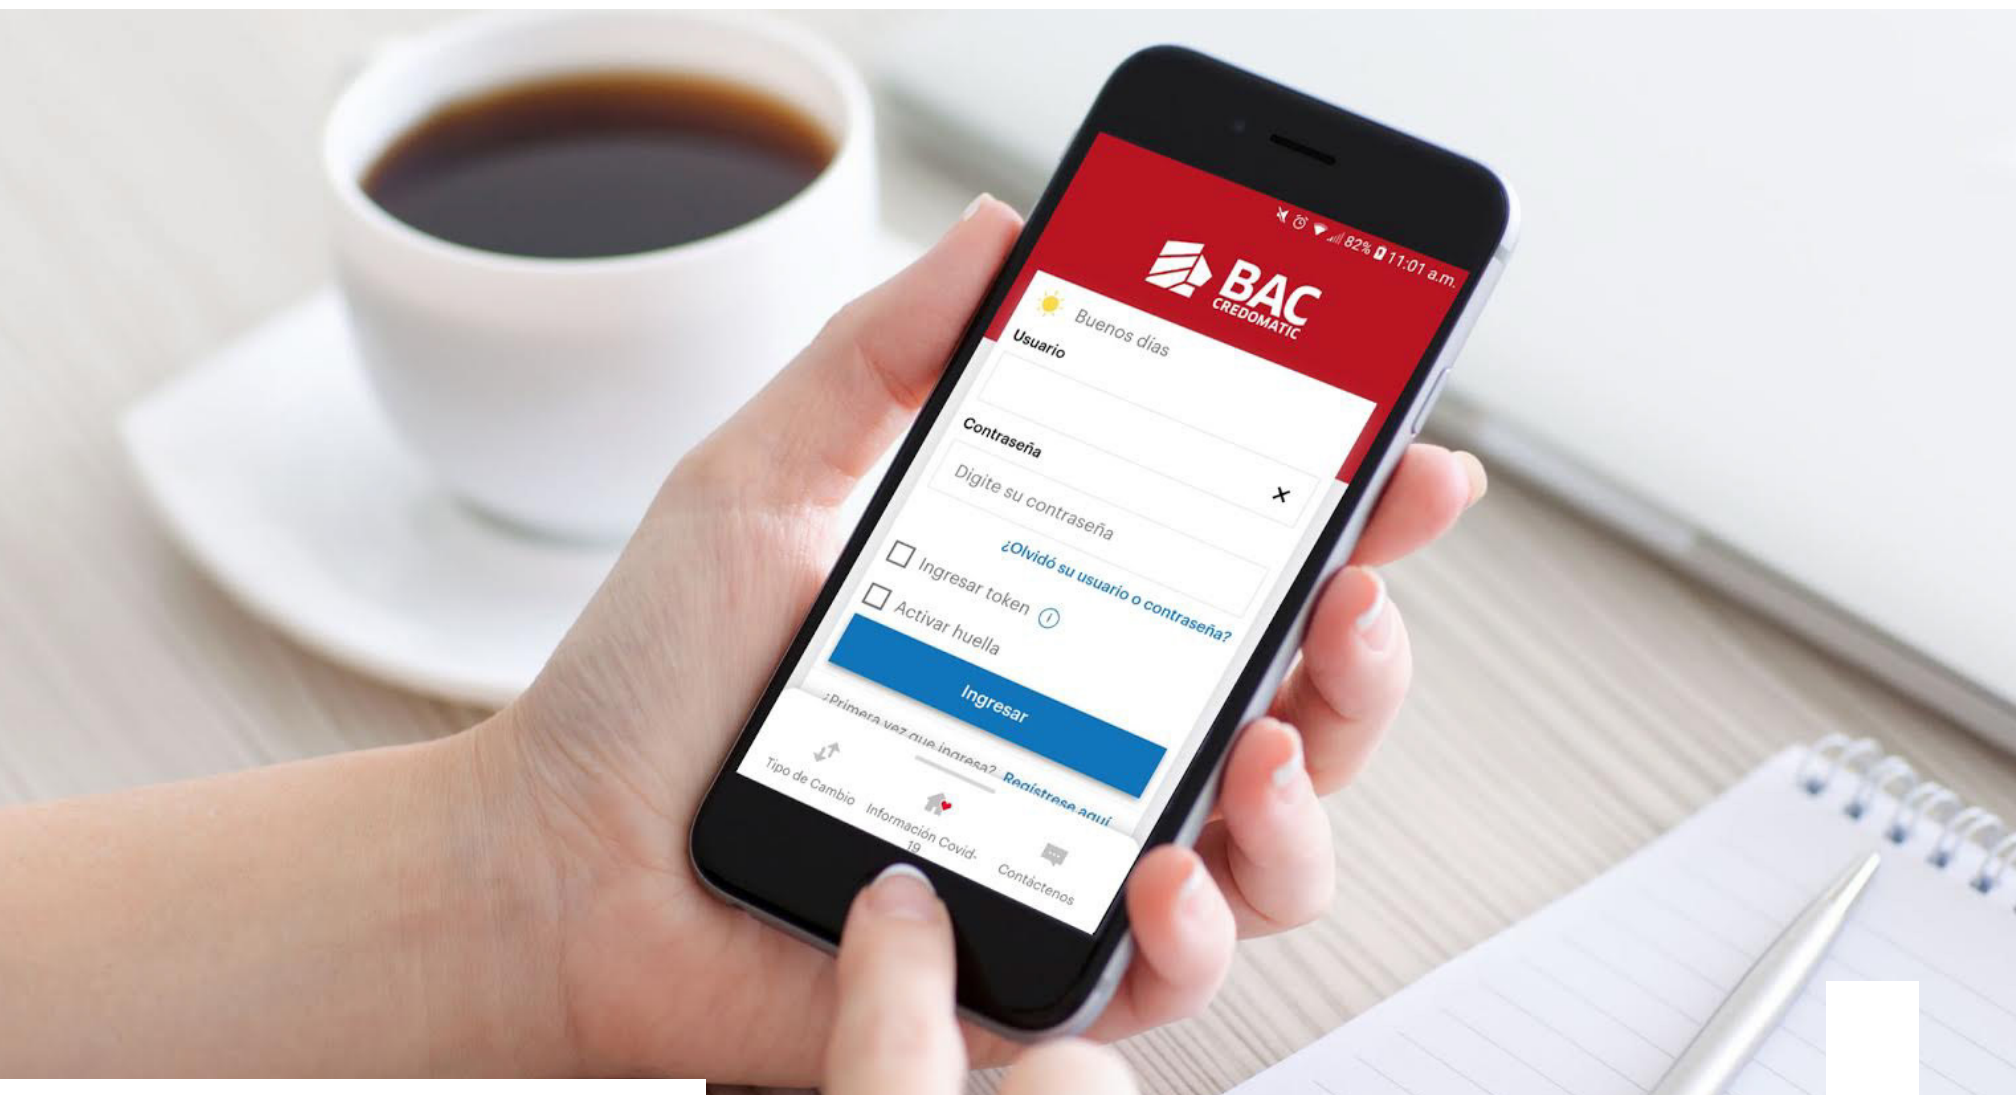 82% 11:01 a.m.
BAC
CREDOMATIC
Buenos días
Usuario
Contraseña
Digite su contraseña
¿Olvidó su usuario o contraseña?
Ingresar token
Activar huella
Ingresar
¿Primera vez que ingresa? Regístrese aquí
Tipo de Cambio
Información Covid-
19
Contáctenos